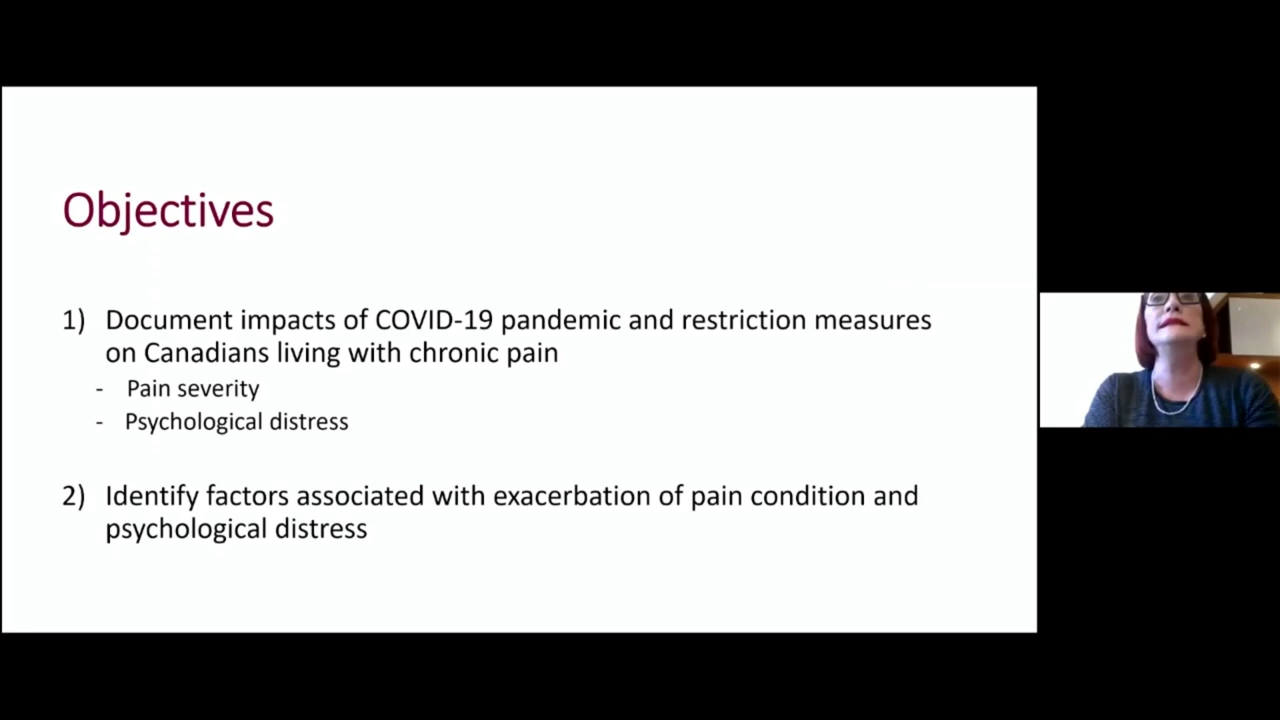 Objectives
1) Document impacts of COVID-19 pandemic and restriction measures
on Canadians living with chronic pain
- Pain severity
- Psychological distress
2) Identify factors associated with exacerbation of pain condition and
psychological distress